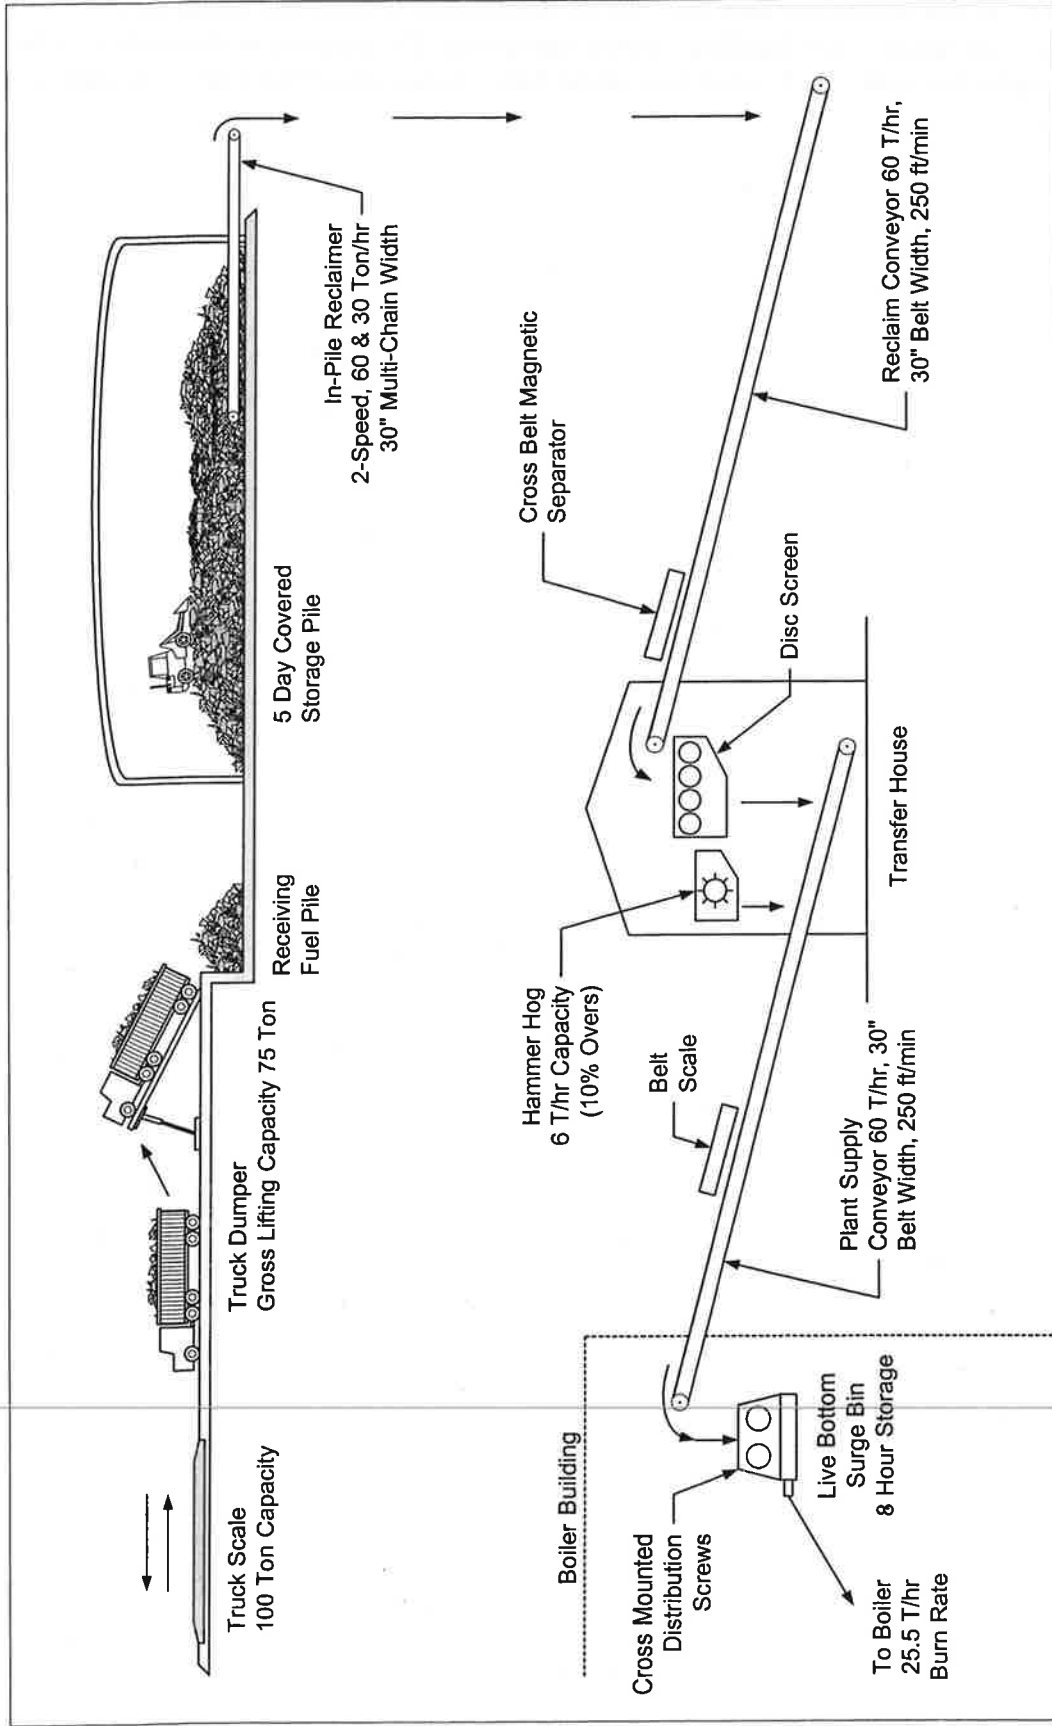 Truck Scale
100 Ton Capacity
Truck Dumper
Gross Lifting Capacity 75 Ton
Receiving
Fuel Pile
5 Day Covered
Storage Pile
In-Pile Reclaimer
2-Speed, 60 & 30 Ton/hr
30" Multi-Chain Width
Boiler Building
Cross Mounted
Distribution
Screws
To Boiler
25.5 T/hr
Burn Rate
Live Bottom
Surge Bin
8 Hour Storage
Plant Supply
Conveyor 60 T/hr, 30"
Belt Width, 250 ft/min
Belt
Scale
Hammer Hog
6 T/hr Capacity
(10% Overs)
Transfer House
Disc Screen
Cross Belt Magnetic
Separator
Reclaim Conveyor 60 T/hr,
30" Belt Width, 250 ft/min